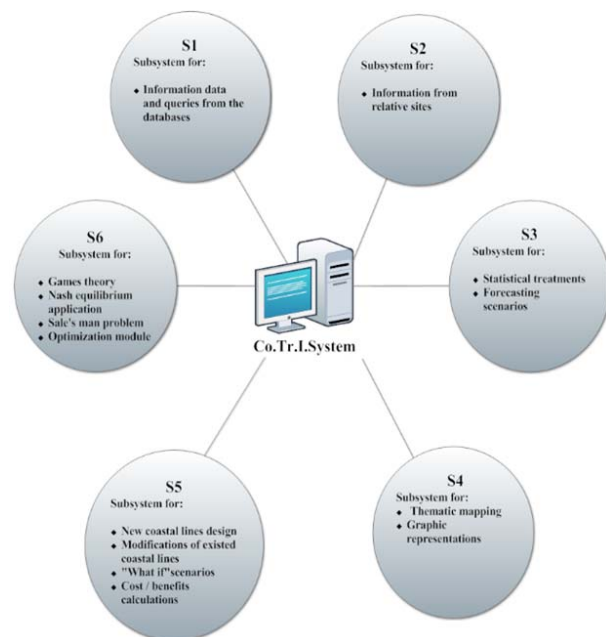 S1
Subsystem for:
◆ Information data
and queries from the
databases
S2
Subsystem for:
◆ Information from
relative sites
S6
Subsystem for:
◆ Games theory
◆ Nash equilibrium
application
◆ Sale's man problem
◆ Optimization module
S3
Subsystem for:
◆ Statistical treatments
◆ Forecasting
scenarios
Co.Tr.I.System
S5
Subsystem for:
◆ New coastal lines design
◆ Modifications of existed
coastal lines
◆ "What if"scenarios
◆ Cost / benefits
calculations
S4
Subsystem for:
◆ Thematic mapping
◆ Graphic
representations